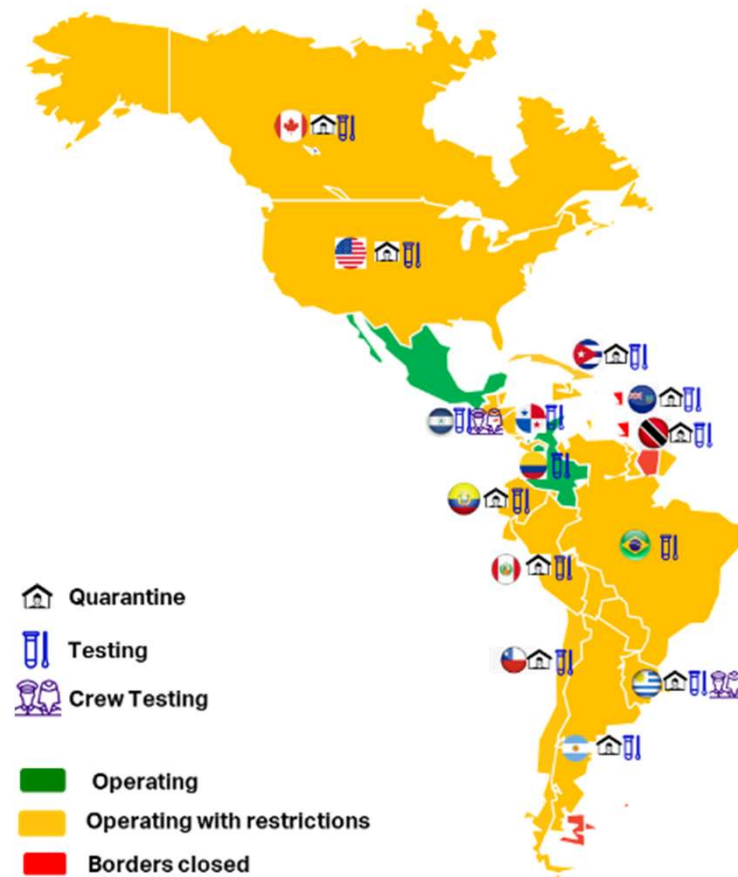 Quarantine
Testing
Crew Testing
Operating
Operating with restrictions
Borders closed